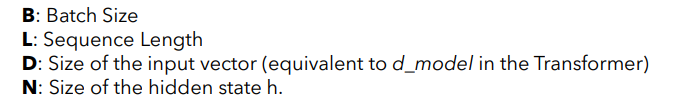 B: Batch Size
L: Sequence Length
D: Size of the input vector (equivalent to d_model in the Transformer)
N: Size of the hidden state h.